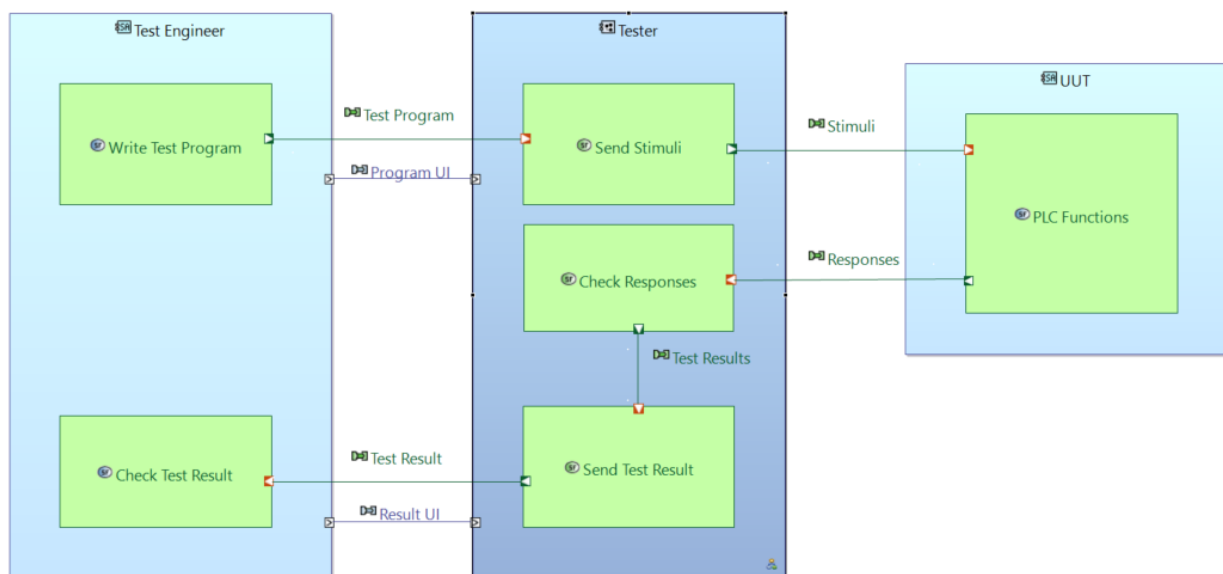 Test Engineer
Tester
UUT
Write Test Program
Test Program
Program UI
Send Stimuli
Stimuli
PLC Functions
Check Responses
Responses
Test Results
Check Test Result
Test Result
Result UI
Send Test Result